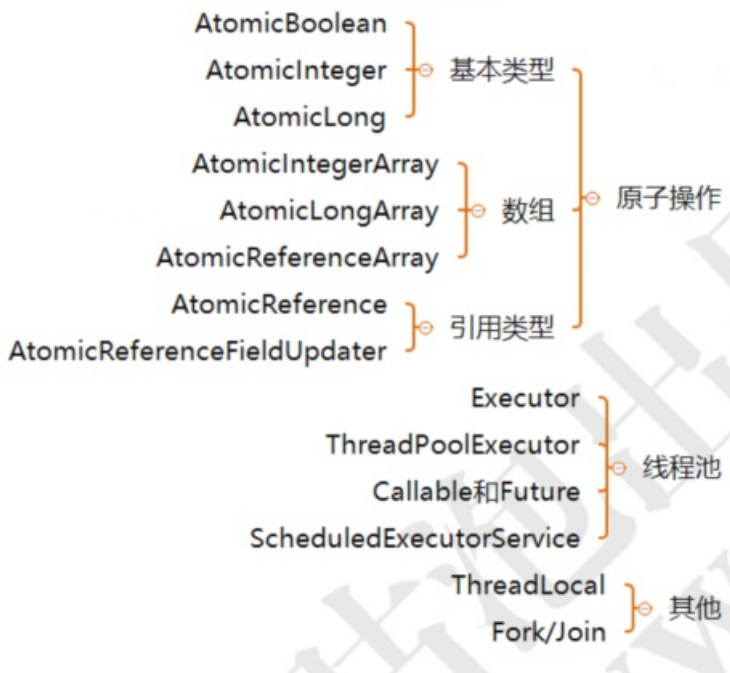 AtomicBoolean
AtomicInteger
基本类型
AtomicLong
AtomicIntegerArray
原子操作
AtomicLongArray
数组
AtomicReferenceArray
AtomicReference
引用类型
AtomicReferenceFieldUpdater
Executor
ThreadPoolExecutor
线程池
Callable和Future
ScheduledExecutorService
ThreadLocal
其他
Fork/Join